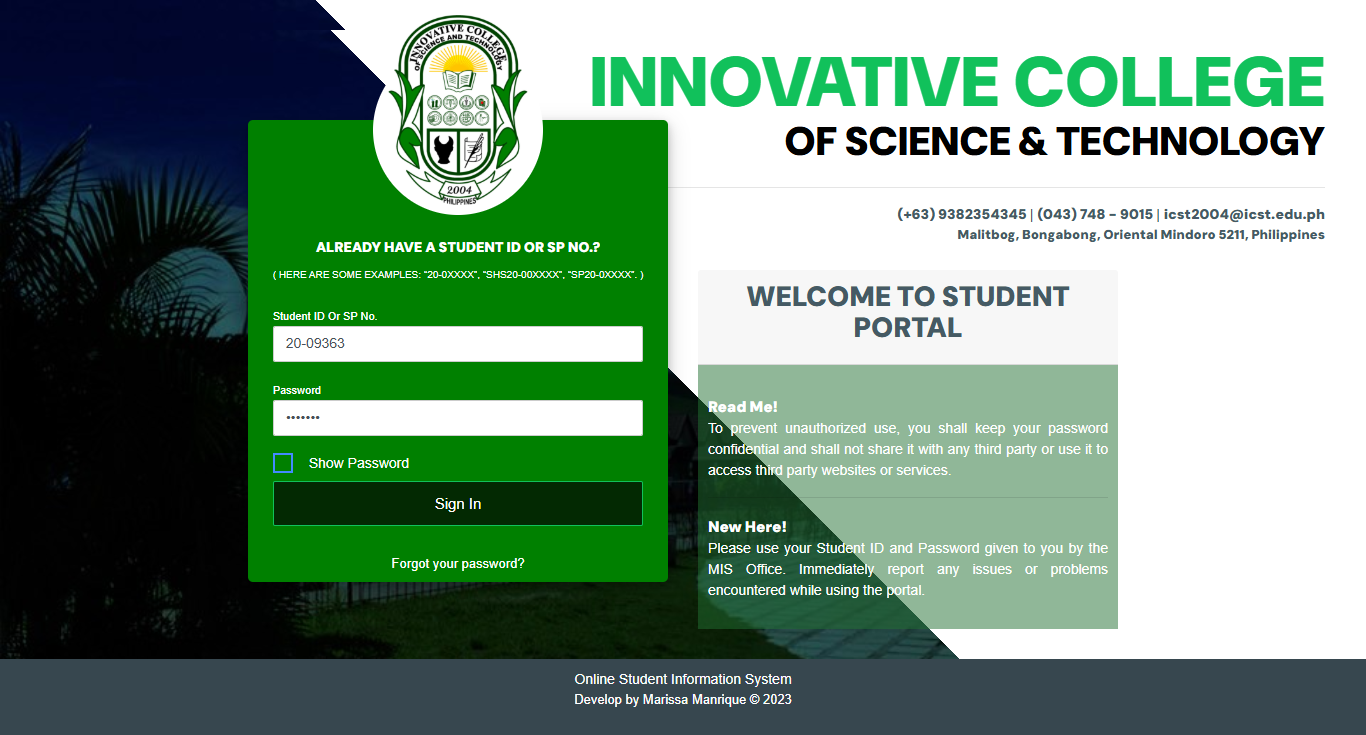 INNOVATIVE COLLEGE
OF SCIENCE AND TECHNOLOGY
2004
PHILIPPINES
INNOVATIVE COLLEGE
OF SCIENCE & TECHNOLOGY
(+63) 9382354345 | (043) 748 - 9015 | icst2004@icst.edu.ph
Malitbog, Bongabong, Oriental Mindoro 5211, Philippines
ALREADY HAVE A STUDENT ID OR SP NO.?
( HERE ARE SOME EXAMPLES: "20-0XXXX", "SHS20-00XXXX", "SP20-0XXXX". )
Student ID Or SP No.
20-09363
Password
•••••••
Show Password
Sign In
Forgot your password?
WELCOME TO STUDENT
PORTAL
Read Me!
To prevent unauthorized use, you shall keep your password
confidential and shall not share it with any third party or use it to
access third party websites or services.
New Here!
Please use your Student ID and Password given to you by the
MIS Office. Immediately report any issues or problems
encountered while using the portal.
Online Student Information System
Develop by Marissa Manrique © 2023